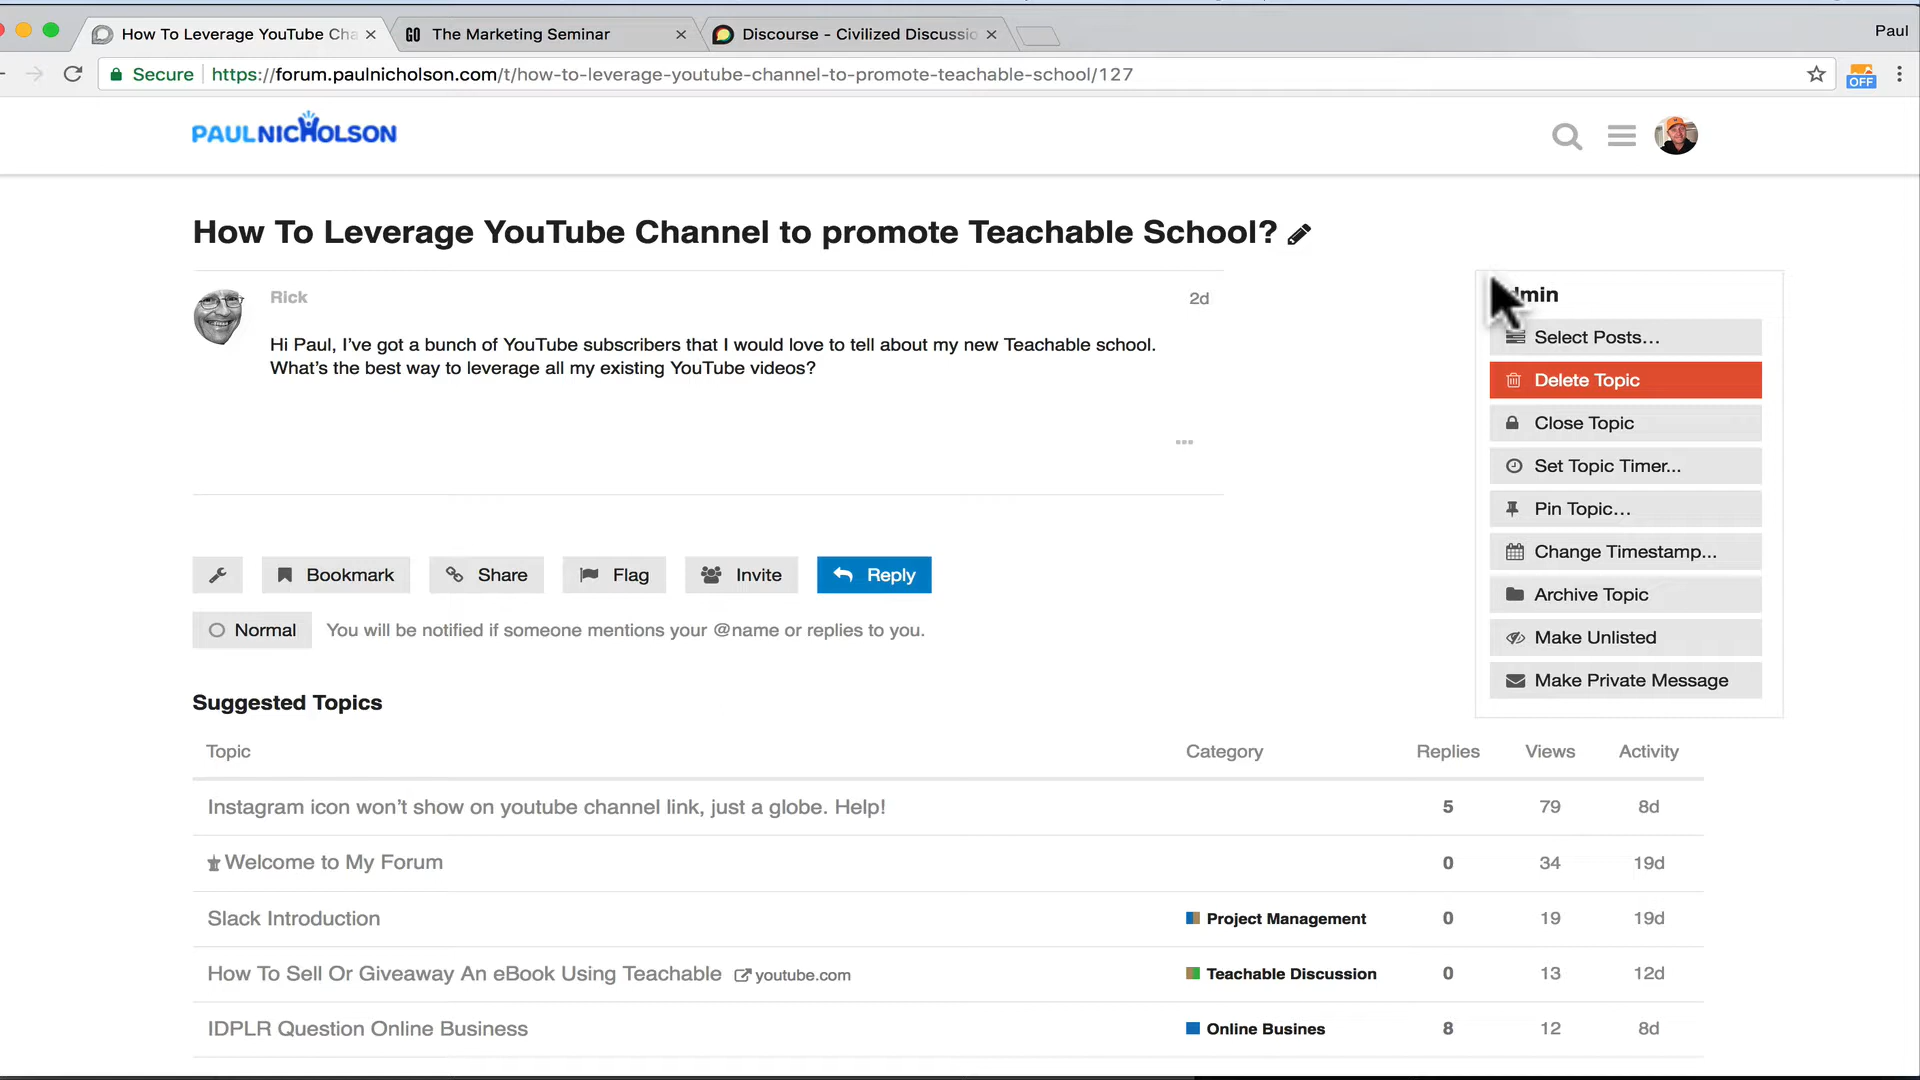 How To Leverage YouTube Cha
The Marketing Seminar
Discourse - Civilized Discussio
Paul
Secure
https://forum.paulnicholson.com/t/how-to-leverage-youtube-channel-to-promote-teachable-school/127
OFF
PAULNICHOLSON
How To Leverage YouTube Channel to promote Teachable School?
Rick
2d
Hi Paul, I've got a bunch of YouTube subscribers that I would love to tell about my new Teachable school.
What's the best way to leverage all my existing YouTube videos?
dmin
Select Posts...
Delete Topic
Close Topic
Set Topic Timer...
Pin Topic...
Change Timestamp...
Archive Topic
Make Unlisted
Make Private Message
Bookmark Share Flag Invite Reply
Normal You will be notified if someone mentions your @name or replies to you.
Suggested Topics
Topic Category Replies Views Activity
Instagram icon won't show on youtube channel link, just a globe. Help! 5 79 8d
Welcome to My Forum 0 34 19d
Slack Introduction Project Management 0 19 19d
How To Sell Or Giveaway An eBook Using Teachable youtube.com Teachable Discussion 0 13 12d
IDPLR Question Online Business Online Busines 8 12 8d